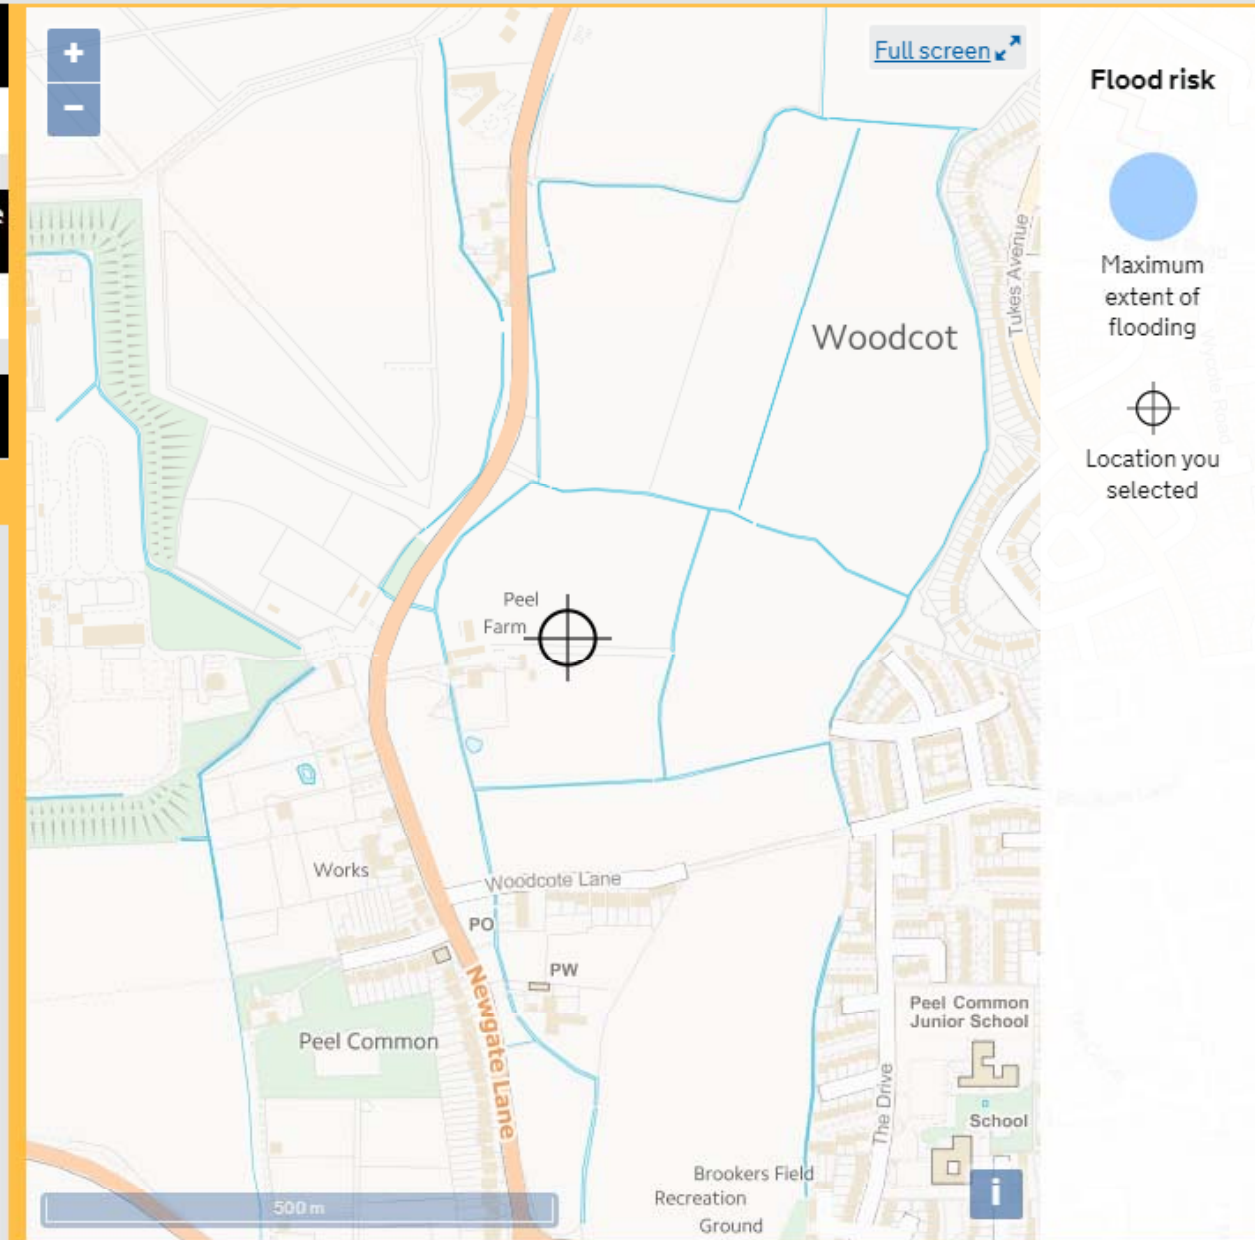 +
−
Full screen
Flood risk
Maximum
extent of
flooding
Location you
selected
Tukes Avenue
Woodcot
Peel
Farm
Works
Woodcote Lane
PO
PW
Newgate Lane
Peel Common
Peel Common
Junior School
School
The Drive
Brookers Field
Recreation
Ground
500 m
i